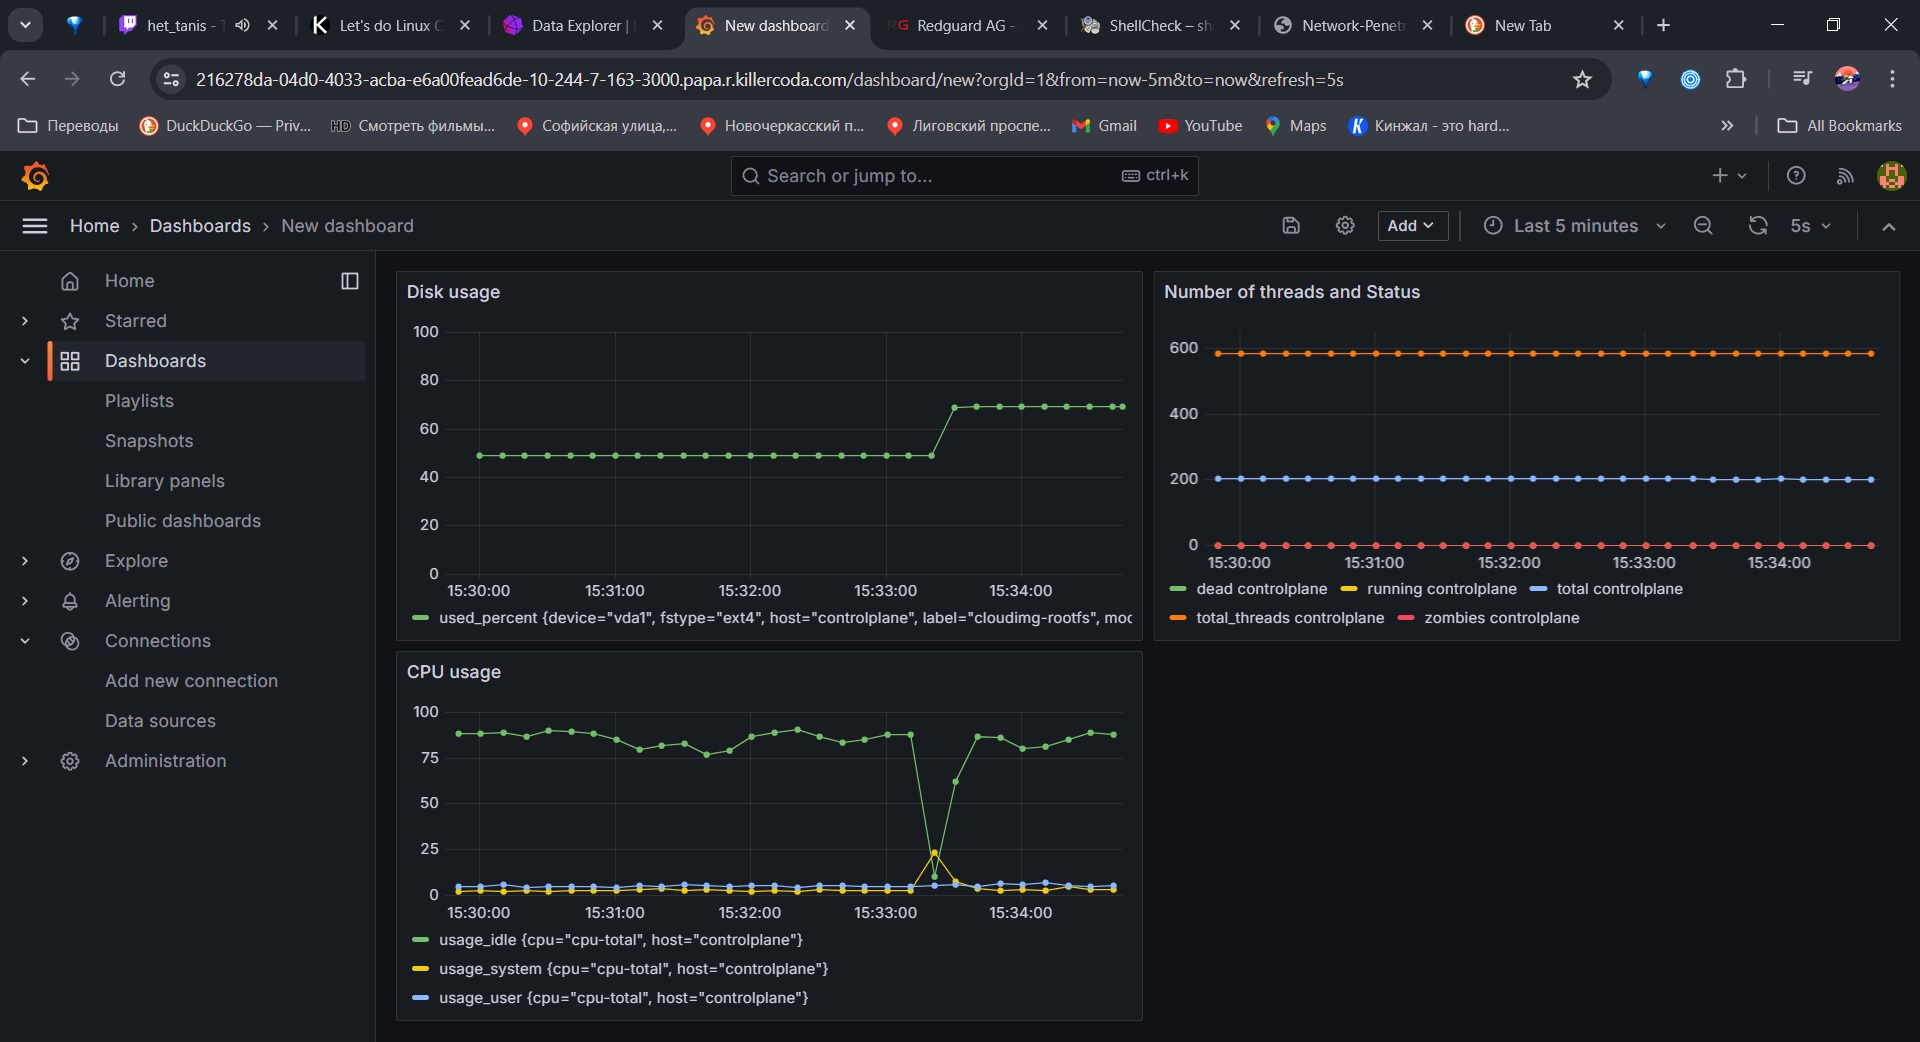 het_tanis -
Let's do Linux C
Data Explorer |
New dashboard
RG Redguard AG -
ShellCheck – sh
Network-Penet
New Tab
216278da-04d0-4033-acba-e6a00fead6de-10-244-7-163-3000.papa.r.killercoda.com/dashboard/new?orgId=1&from=now-5m&to=now&refresh=5s
Переводы
DuckDuckGo — Priv...
HD Смотреть фильмы...
Софийская улица,...
Новочеркасский п...
Лиговский проспе...
Gmail
YouTube
Maps
Кинжал - это hard...
All Bookmarks
Search or jump to...
ctrl+k
Home › Dashboards › New dashboard
Add
Last 5 minutes
5s
Home
Starred
Dashboards
Playlists
Snapshots
Library panels
Public dashboards
Explore
Alerting
Connections
Add new connection
Data sources
Administration
Disk usage
100
80
60
40
20
0
15:30:00 15:31:00 15:32:00 15:33:00 15:34:00
used_percent {device="vda1", fstype="ext4", host="controlplane", label="cloudimg-rootfs", moc
Number of threads and Status
600
400
200
0
15:30:00 15:31:00 15:32:00 15:33:00 15:34:00
dead controlplane running controlplane total controlplane
total_threads controlplane zombies controlplane
CPU usage
100
75
50
25
0
15:30:00 15:31:00 15:32:00 15:33:00 15:34:00
usage_idle {cpu="cpu-total", host="controlplane"}
usage_system {cpu="cpu-total", host="controlplane"}
usage_user {cpu="cpu-total", host="controlplane"}